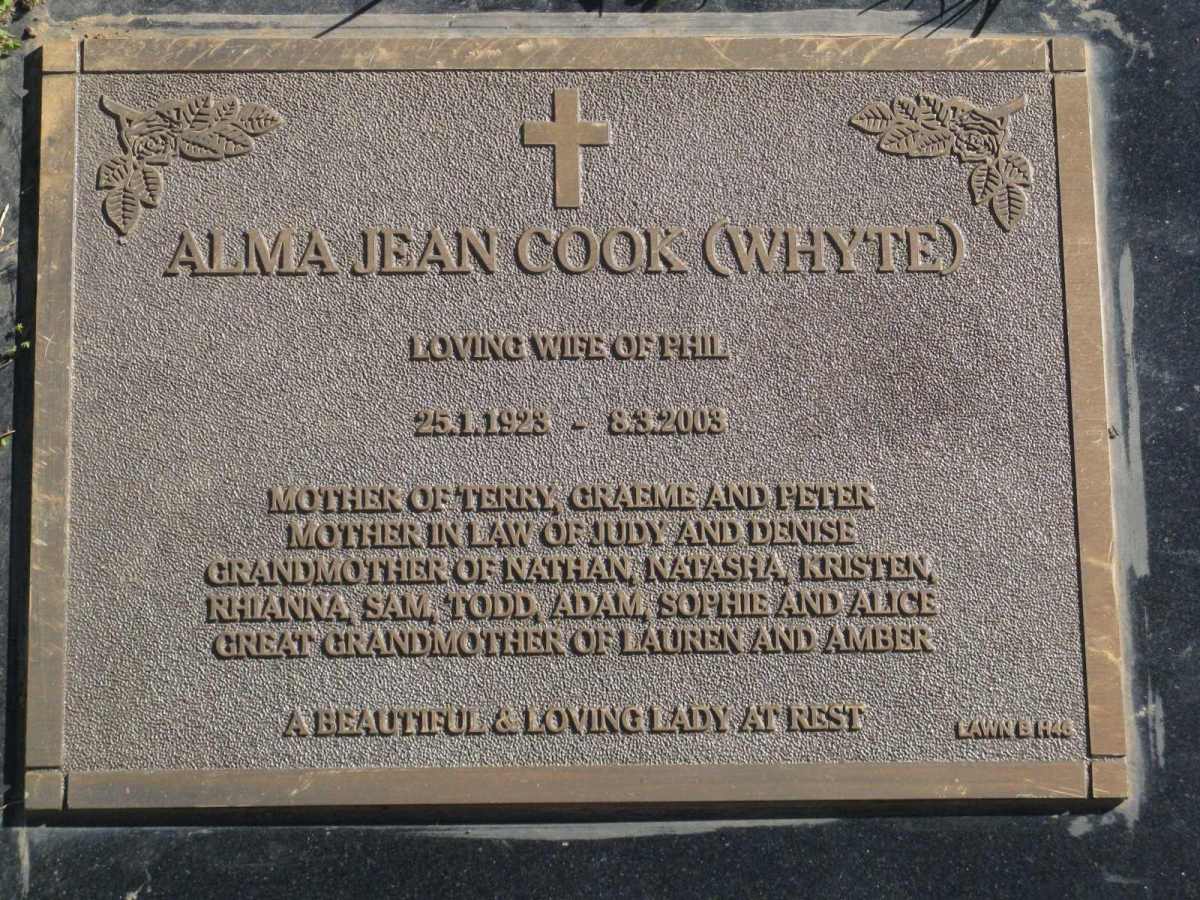 ALMA JEAN COOK (WHYTE)
LOVING WIFE OF PHIL
25.1.1923 - 8.3.2003
MOTHER OF TERRY, GRAEME AND PETER
MOTHER IN LAW OF JUDY AND DENISE
GRANDMOTHER OF NATHAN, NATASHA, KRISTEN,
RHIANNA, SAM, TODD, ADAM, SOPHIE AND ALICE
GREAT GRANDMOTHER OF LAUREN AND AMBER
A BEAUTIFUL & LOVING LADY AT REST
LAWN B H46